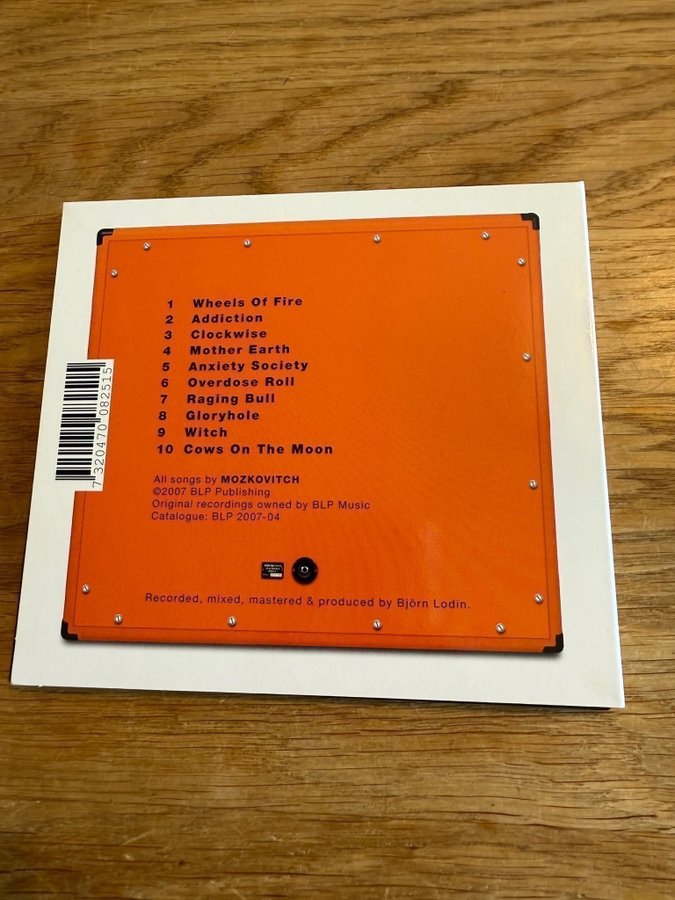 1 Wheels Of Fire
2 Addiction
3 Clockwise
4 Mother Earth
5 Anxiety Society
6 Overdose Roll
7 Raging Bull
8 Gloryhole
9 Witch
10 Cows On The Moon
All songs by MOZKOVITCH
©2007 BLP Publishing
Original recordings owned by BLP Music
Catalogue: BLP 2007-04
Recorded, mixed, mastered & produced by Björn Lodin.
7 320470 082515